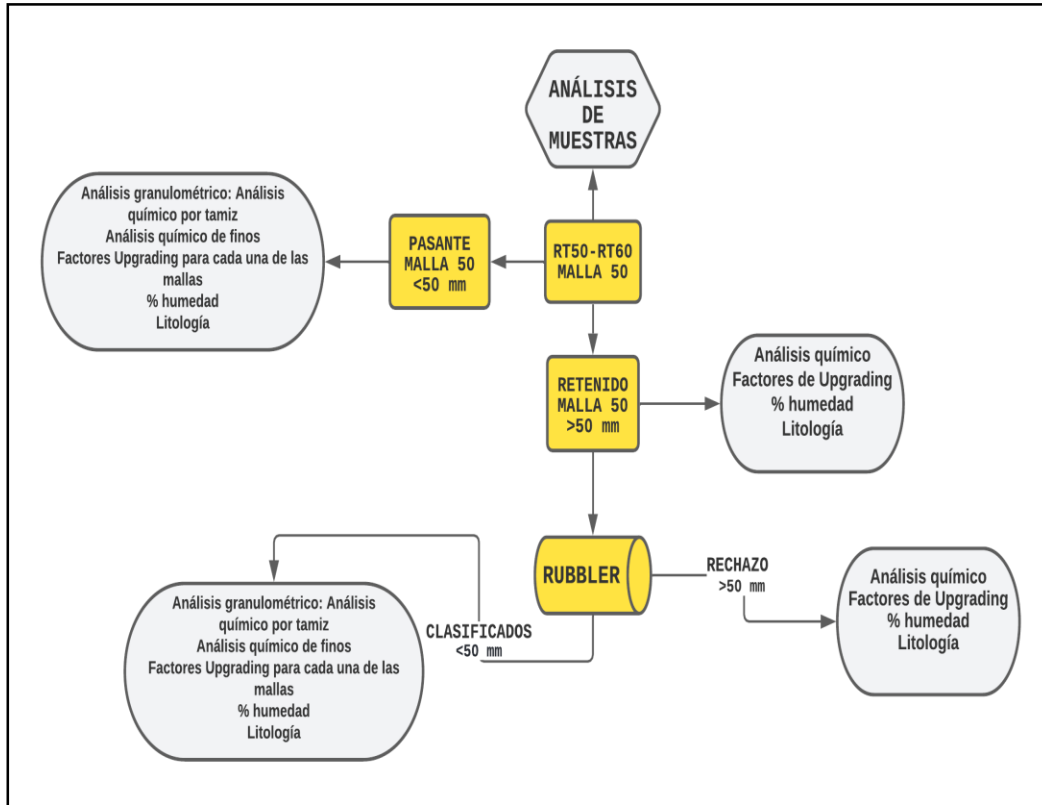 ANÁLISIS
DE
MUESTRAS
Análisis granulométrico: Análisis
químico por tamiz
Análisis químico de finos
Factores Upgrading para cada una de las
mallas
% humedad
Litología
PASANTE
MALLA 50
<50 mm
RT50-RT60
MALLA 50
RETENIDO
MALLA 50
>50 mm
Análisis químico
Factores de Upgrading
% humedad
Litología
RUBBLER
RECHAZO
>50 mm
Análisis químico
Factores de Upgrading
% humedad
Litología
CLASIFICADOS
<50 mm
Análisis granulométrico: Análisis
químico por tamiz
Análisis químico de finos
Factores Upgrading para cada una de las
mallas
% humedad
Litología